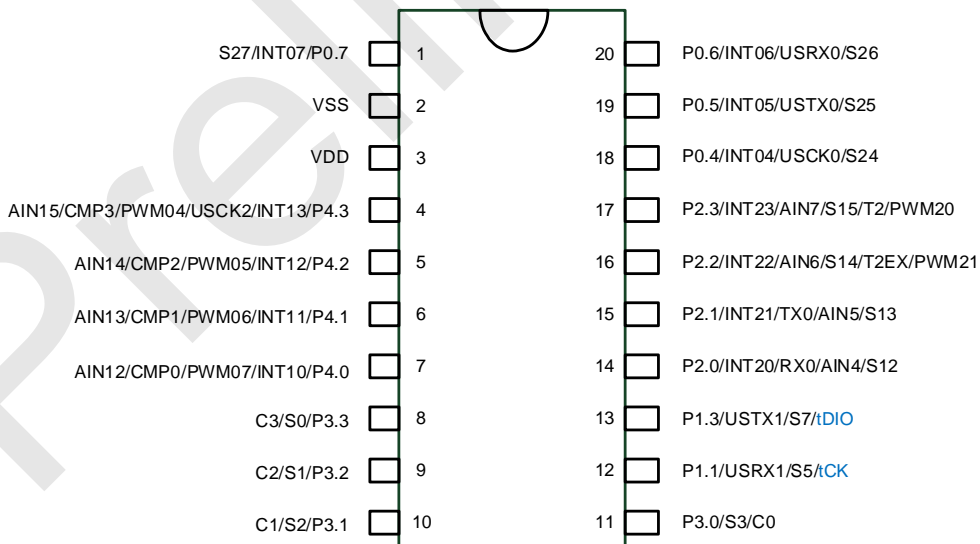 S27/INT07/P0.7 1 20 P0.6/INT06/USRX0/S26
VSS 2 19 P0.5/INT05/USTX0/S25
VDD 3 18 P0.4/INT04/USCK0/S24
AIN15/CMP3/PWM04/USCK2/INT13/P4.3 4 17 P2.3/INT23/AIN7/S15/T2/PWM20
AIN14/CMP2/PWM05/INT12/P4.2 5 16 P2.2/INT22/AIN6/S14/T2EX/PWM21
AIN13/CMP1/PWM06/INT11/P4.1 6 15 P2.1/INT21/TX0/AIN5/S13
AIN12/CMP0/PWM07/INT10/P4.0 7 14 P2.0/INT20/RX0/AIN4/S12
C3/S0/P3.3 8 13 P1.3/USTX1/S7/tDIO
C2/S1/P3.2 9 12 P1.1/USRX1/S5/tCK
C1/S2/P3.1 10 11 P3.0/S3/C0
Preli